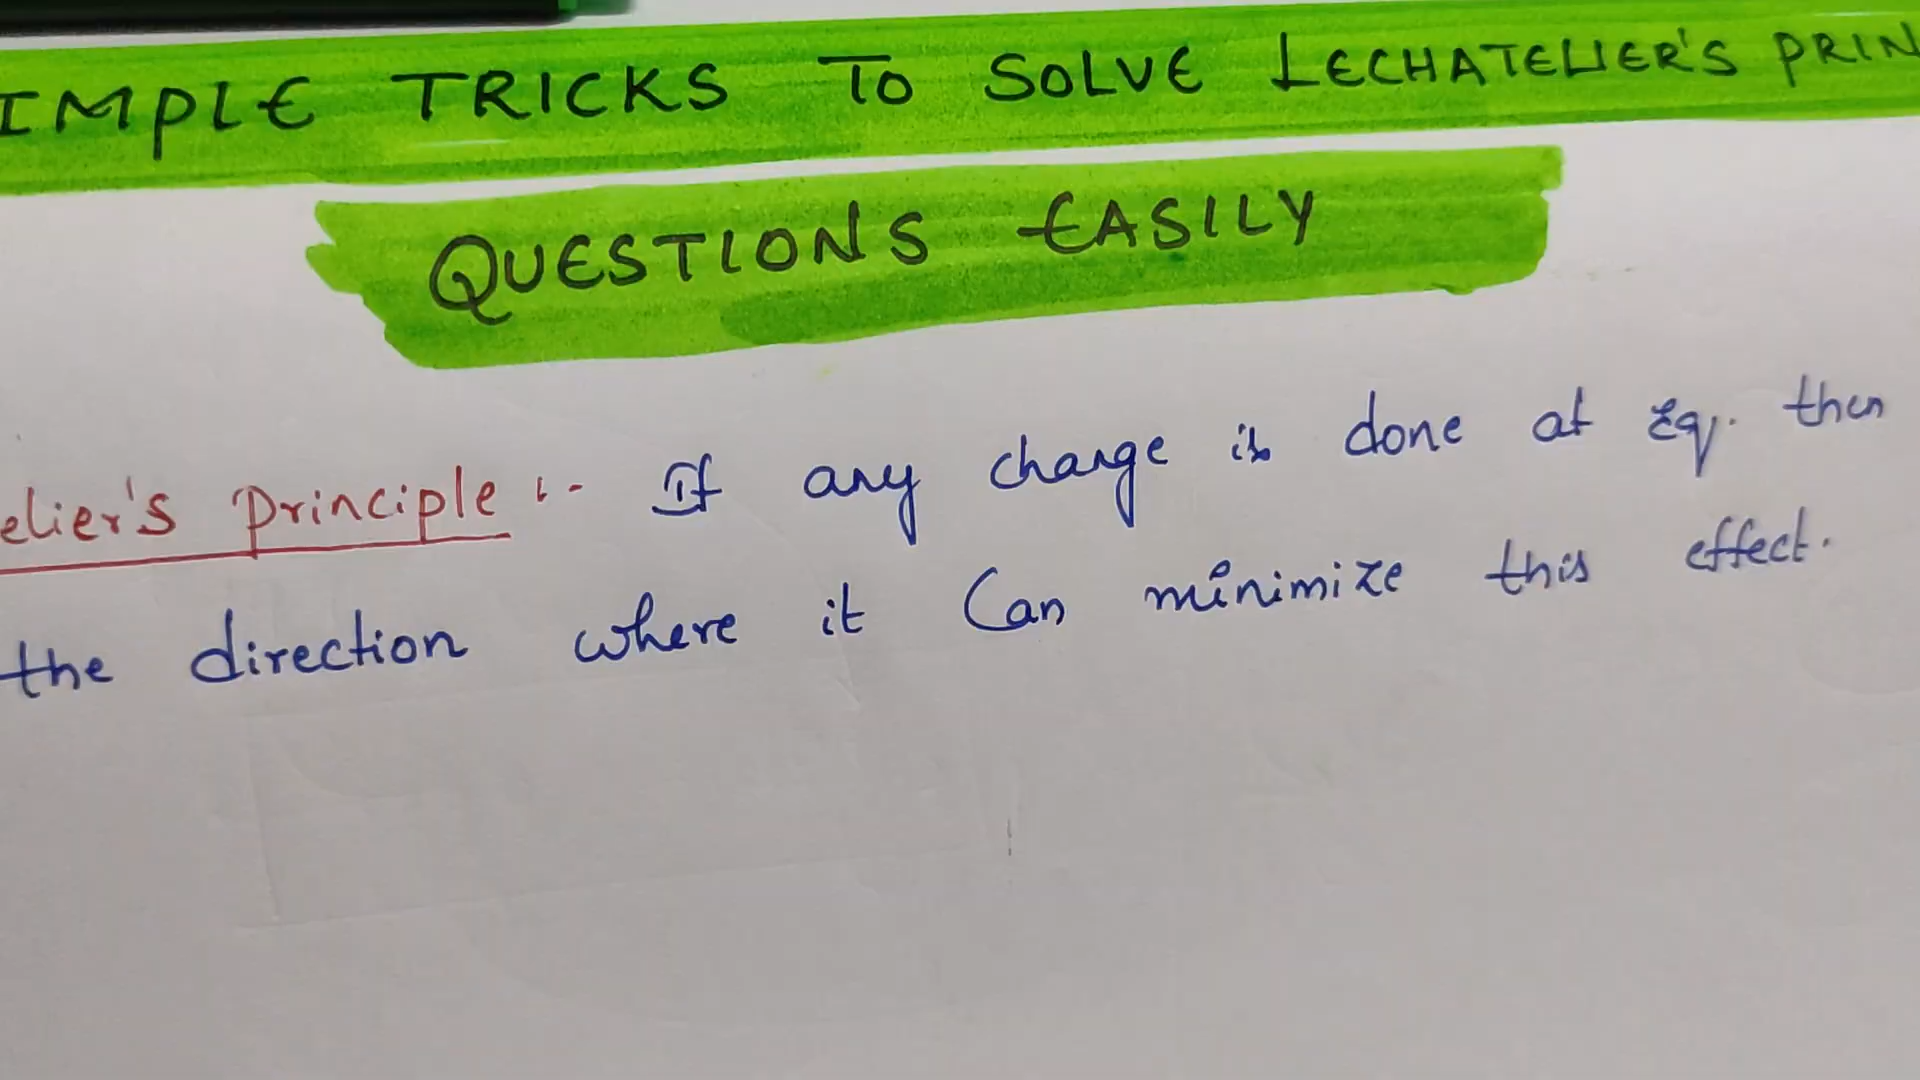 IMPLE TRICKS TO SOLVE LECHATELIER'S PRIN
QUESTIONS EASILY
elier's Principle :- If any change is done at Eq. then
the direction where it Can minimize this effect.